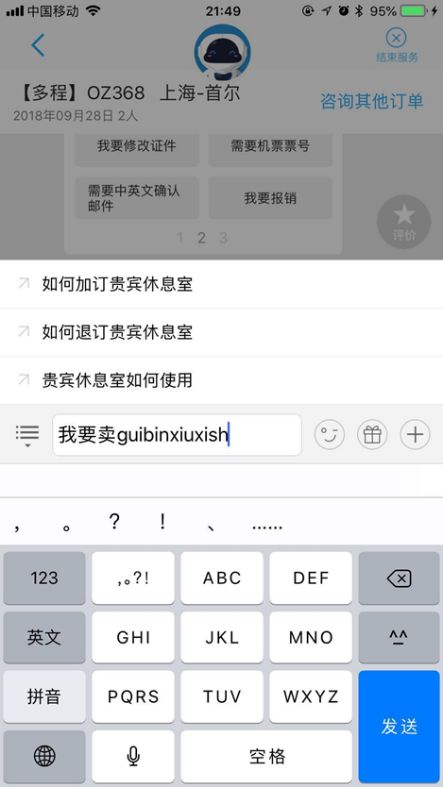 中国移动
21:49
95%
结束服务
【多程】OZ368 上海-首尔
2018年09月28日 2人
咨询其他订单
我要修改证件
需要机票票号
需要中英文确认
邮件
我要报销
评价
1 2 3
如何加订贵宾休息室
如何退订贵宾休息室
贵宾休息室如何使用
我要卖guibinxiuxish
， 。 ？ ！ 、 ……
123
,。?!
ABC
DEF
英文
GHI
JKL
MNO
^^
拼音
PQRS
TUV
WXYZ
发送
空格